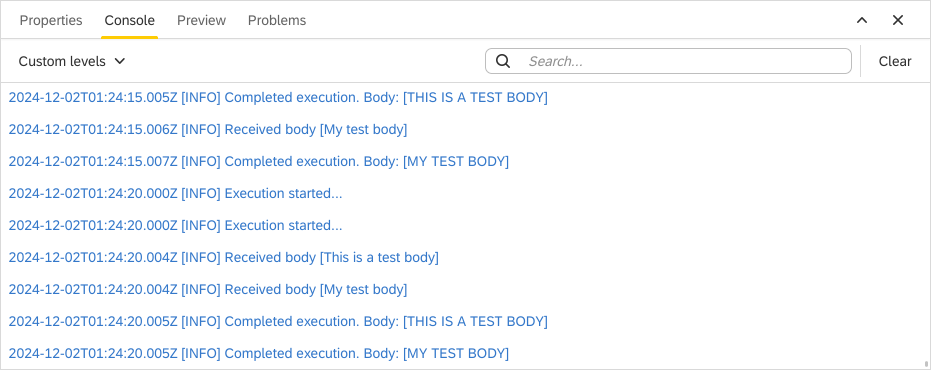 Properties Console Preview Problems
Custom levels Search... Clear
2024-12-02T01:24:15.005Z [INFO] Completed execution. Body: [THIS IS A TEST BODY]
2024-12-02T01:24:15.006Z [INFO] Received body [My test body]
2024-12-02T01:24:15.007Z [INFO] Completed execution. Body: [MY TEST BODY]
2024-12-02T01:24:20.000Z [INFO] Execution started...
2024-12-02T01:24:20.000Z [INFO] Execution started...
2024-12-02T01:24:20.004Z [INFO] Received body [This is a test body]
2024-12-02T01:24:20.004Z [INFO] Received body [My test body]
2024-12-02T01:24:20.005Z [INFO] Completed execution. Body: [THIS IS A TEST BODY]
2024-12-02T01:24:20.005Z [INFO] Completed execution. Body: [MY TEST BODY]